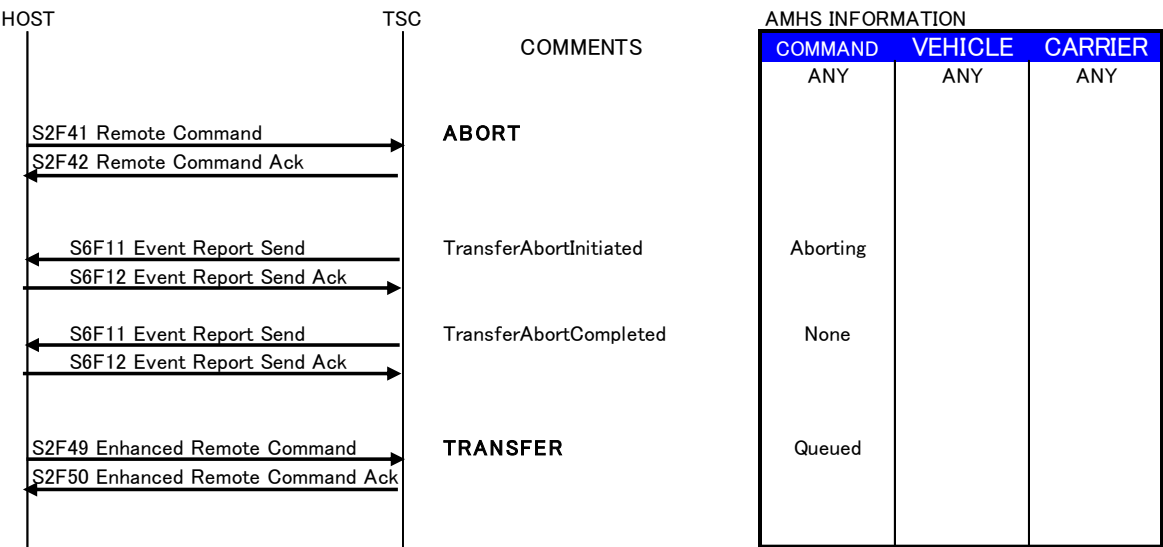 HOST TSC AMHS INFORMATION
COMMENTS COMMAND VEHICLE CARRIER
ANY ANY ANY
S2F41 Remote Command ABORT
S2F42 Remote Command Ack
S6F11 Event Report Send TransferAbortInitiated Aborting
S6F12 Event Report Send Ack
S6F11 Event Report Send TransferAbortCompleted None
S6F12 Event Report Send Ack
S2F49 Enhanced Remote Command TRANSFER Queued
S2F50 Enhanced Remote Command Ack